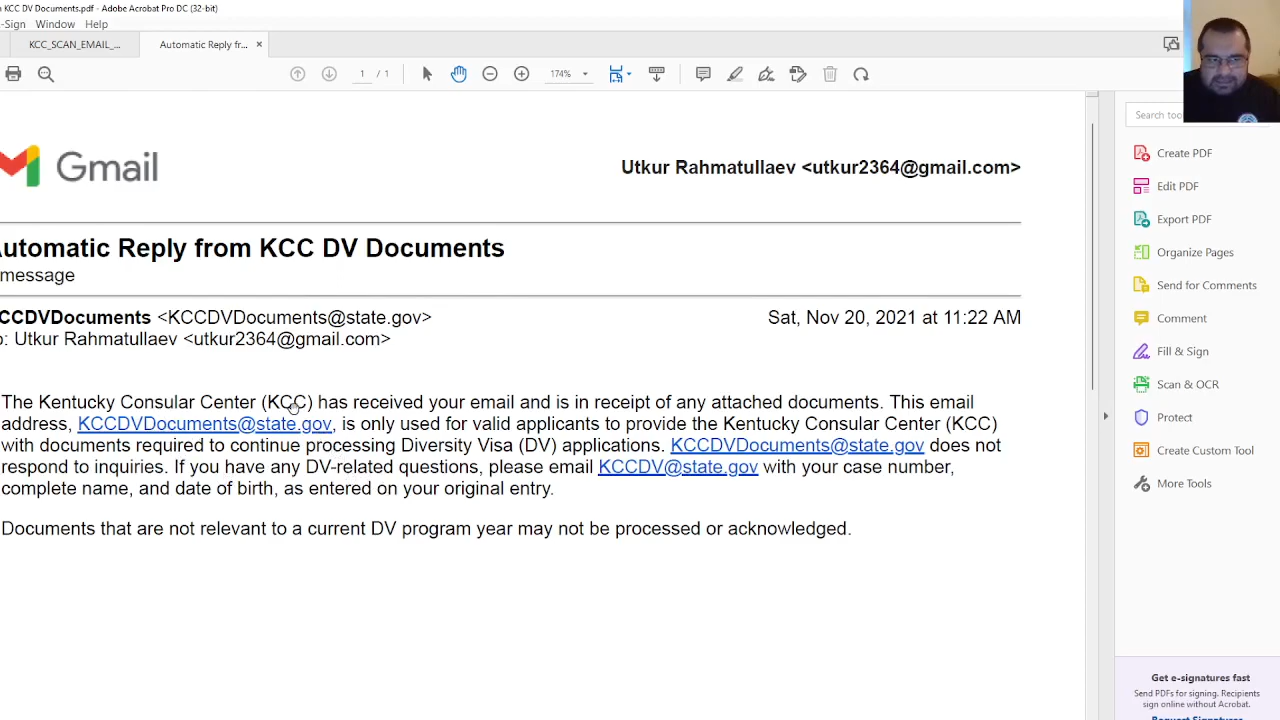 KCC DV Documents.pdf - Adobe Acrobat Pro DC (32-bit)
-Sign Window Help
KCC_SCAN_EMAIL_... Automatic Reply fr... ×
1 / 1 174%
Search too
Create PDF
Edit PDF
Export PDF
Organize Pages
Send for Comments
Comment
Fill & Sign
Scan & OCR
Protect
Create Custom Tool
More Tools
Gmail
Utkur Rahmatullaev <utkur2364@gmail.com>
utomatic Reply from KCC DV Documents
message
CCDVDocuments <KCCDVDocuments@state.gov>
Sat, Nov 20, 2021 at 11:22 AM
o: Utkur Rahmatullaev <utkur2364@gmail.com>
The Kentucky Consular Center (KCC) has received your email and is in receipt of any attached documents. This email
address, KCCDVDocuments@state.gov, is only used for valid applicants to provide the Kentucky Consular Center (KCC)
with documents required to continue processing Diversity Visa (DV) applications. KCCDVDocuments@state.gov does not
respond to inquiries. If you have any DV-related questions, please email KCCDV@state.gov with your case number,
complete name, and date of birth, as entered on your original entry.
Documents that are not relevant to a current DV program year may not be processed or acknowledged.
Get e-signatures fast
Send PDFs for signing. Recipients
sign online without Acrobat.
Request Signatures